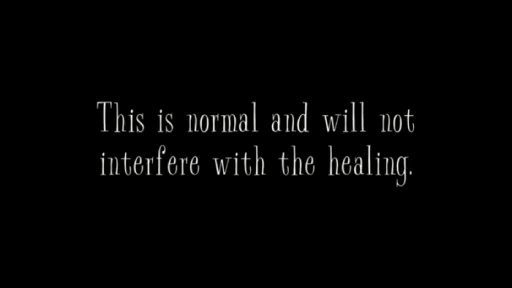 This is normal and will not
interfere with the healing.